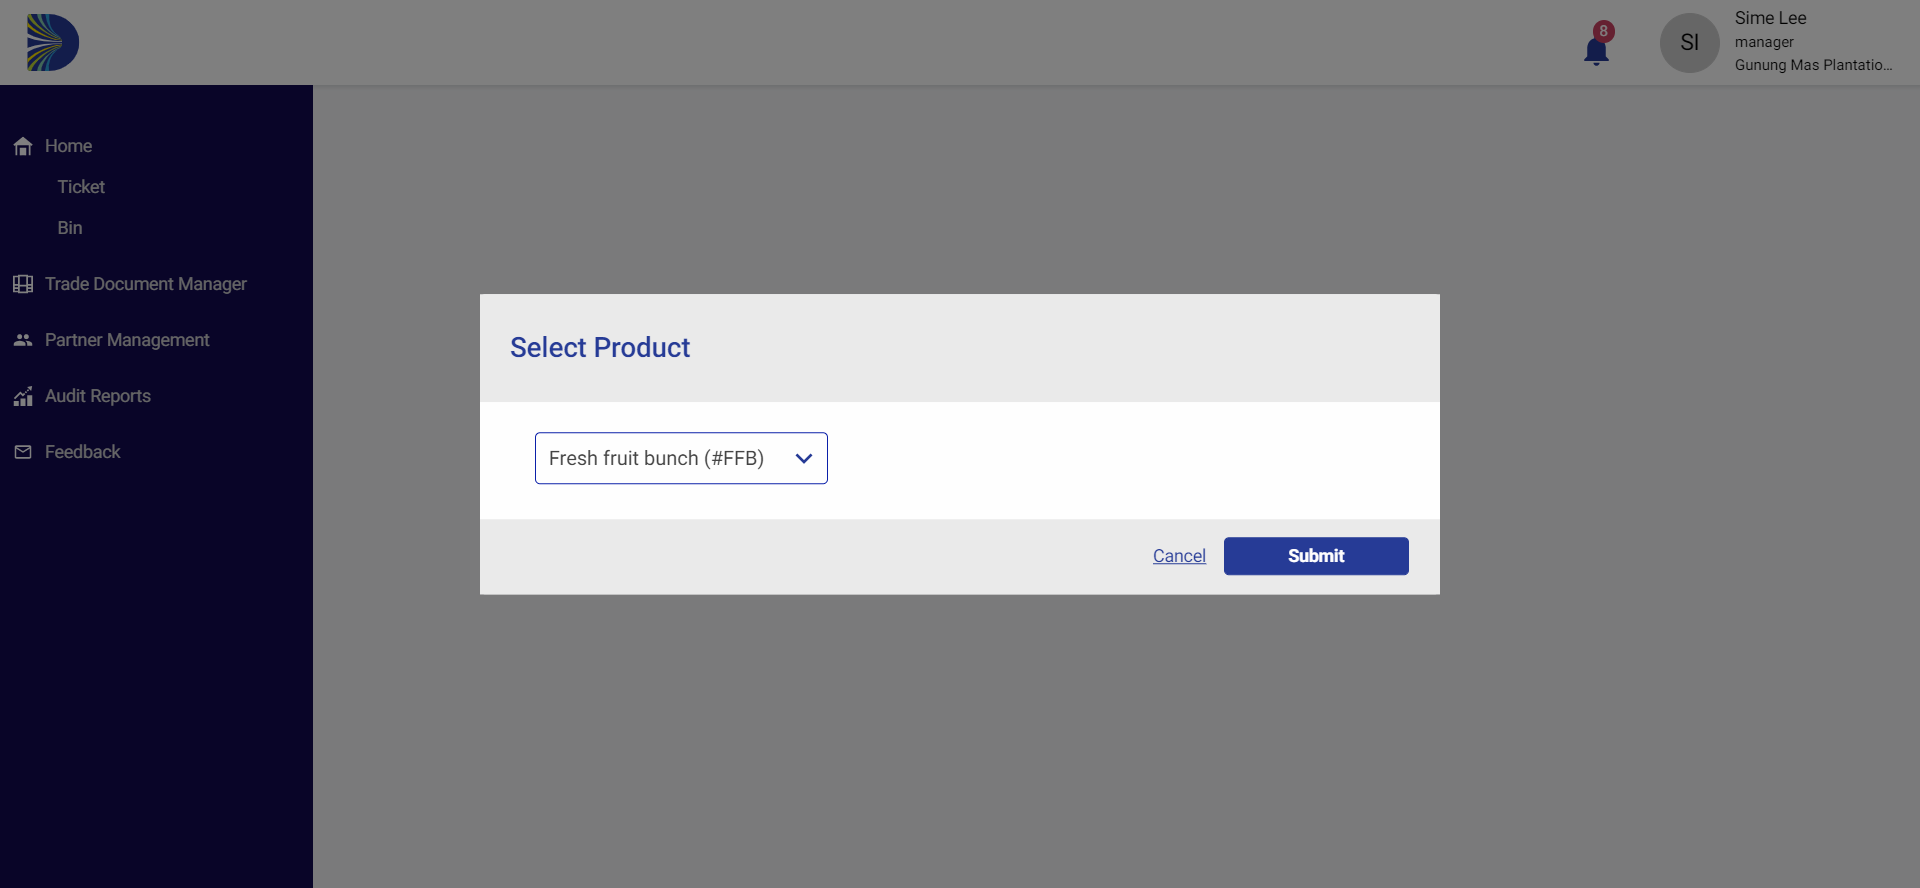 8
SI
Sime Lee
manager
Gunung Mas Plantatio...
Home
Ticket
Bin
Trade Document Manager
Partner Management
Audit Reports
Feedback
Select Product
Fresh fruit bunch (#FFB)
Cancel
Submit